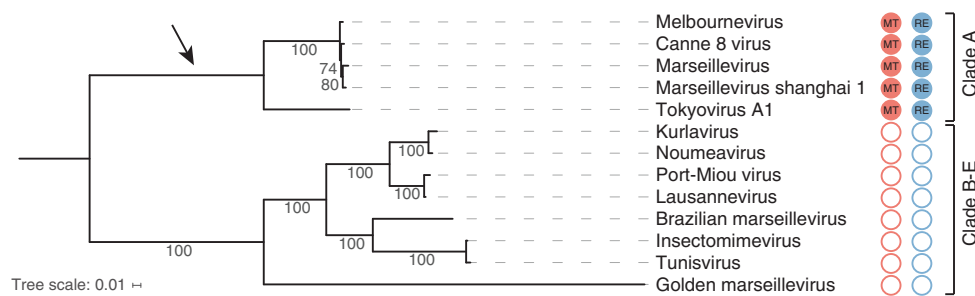 Melbournevirus MT RE
100 Canne 8 virus MT RE
74 Marseillevirus MT RE
80 Marseillevirus shanghai 1 MT RE
Tokyovirus A1 MT RE
Clade A
Kurlavirus
100 Noumeavirus
100 Port-Miou virus
100 Lausannevirus
Brazilian marseillevirus
100 Insectomimevirus
100 100 Tunisvirus
Golden marseillevirus
Clade B-E
Tree scale: 0.01